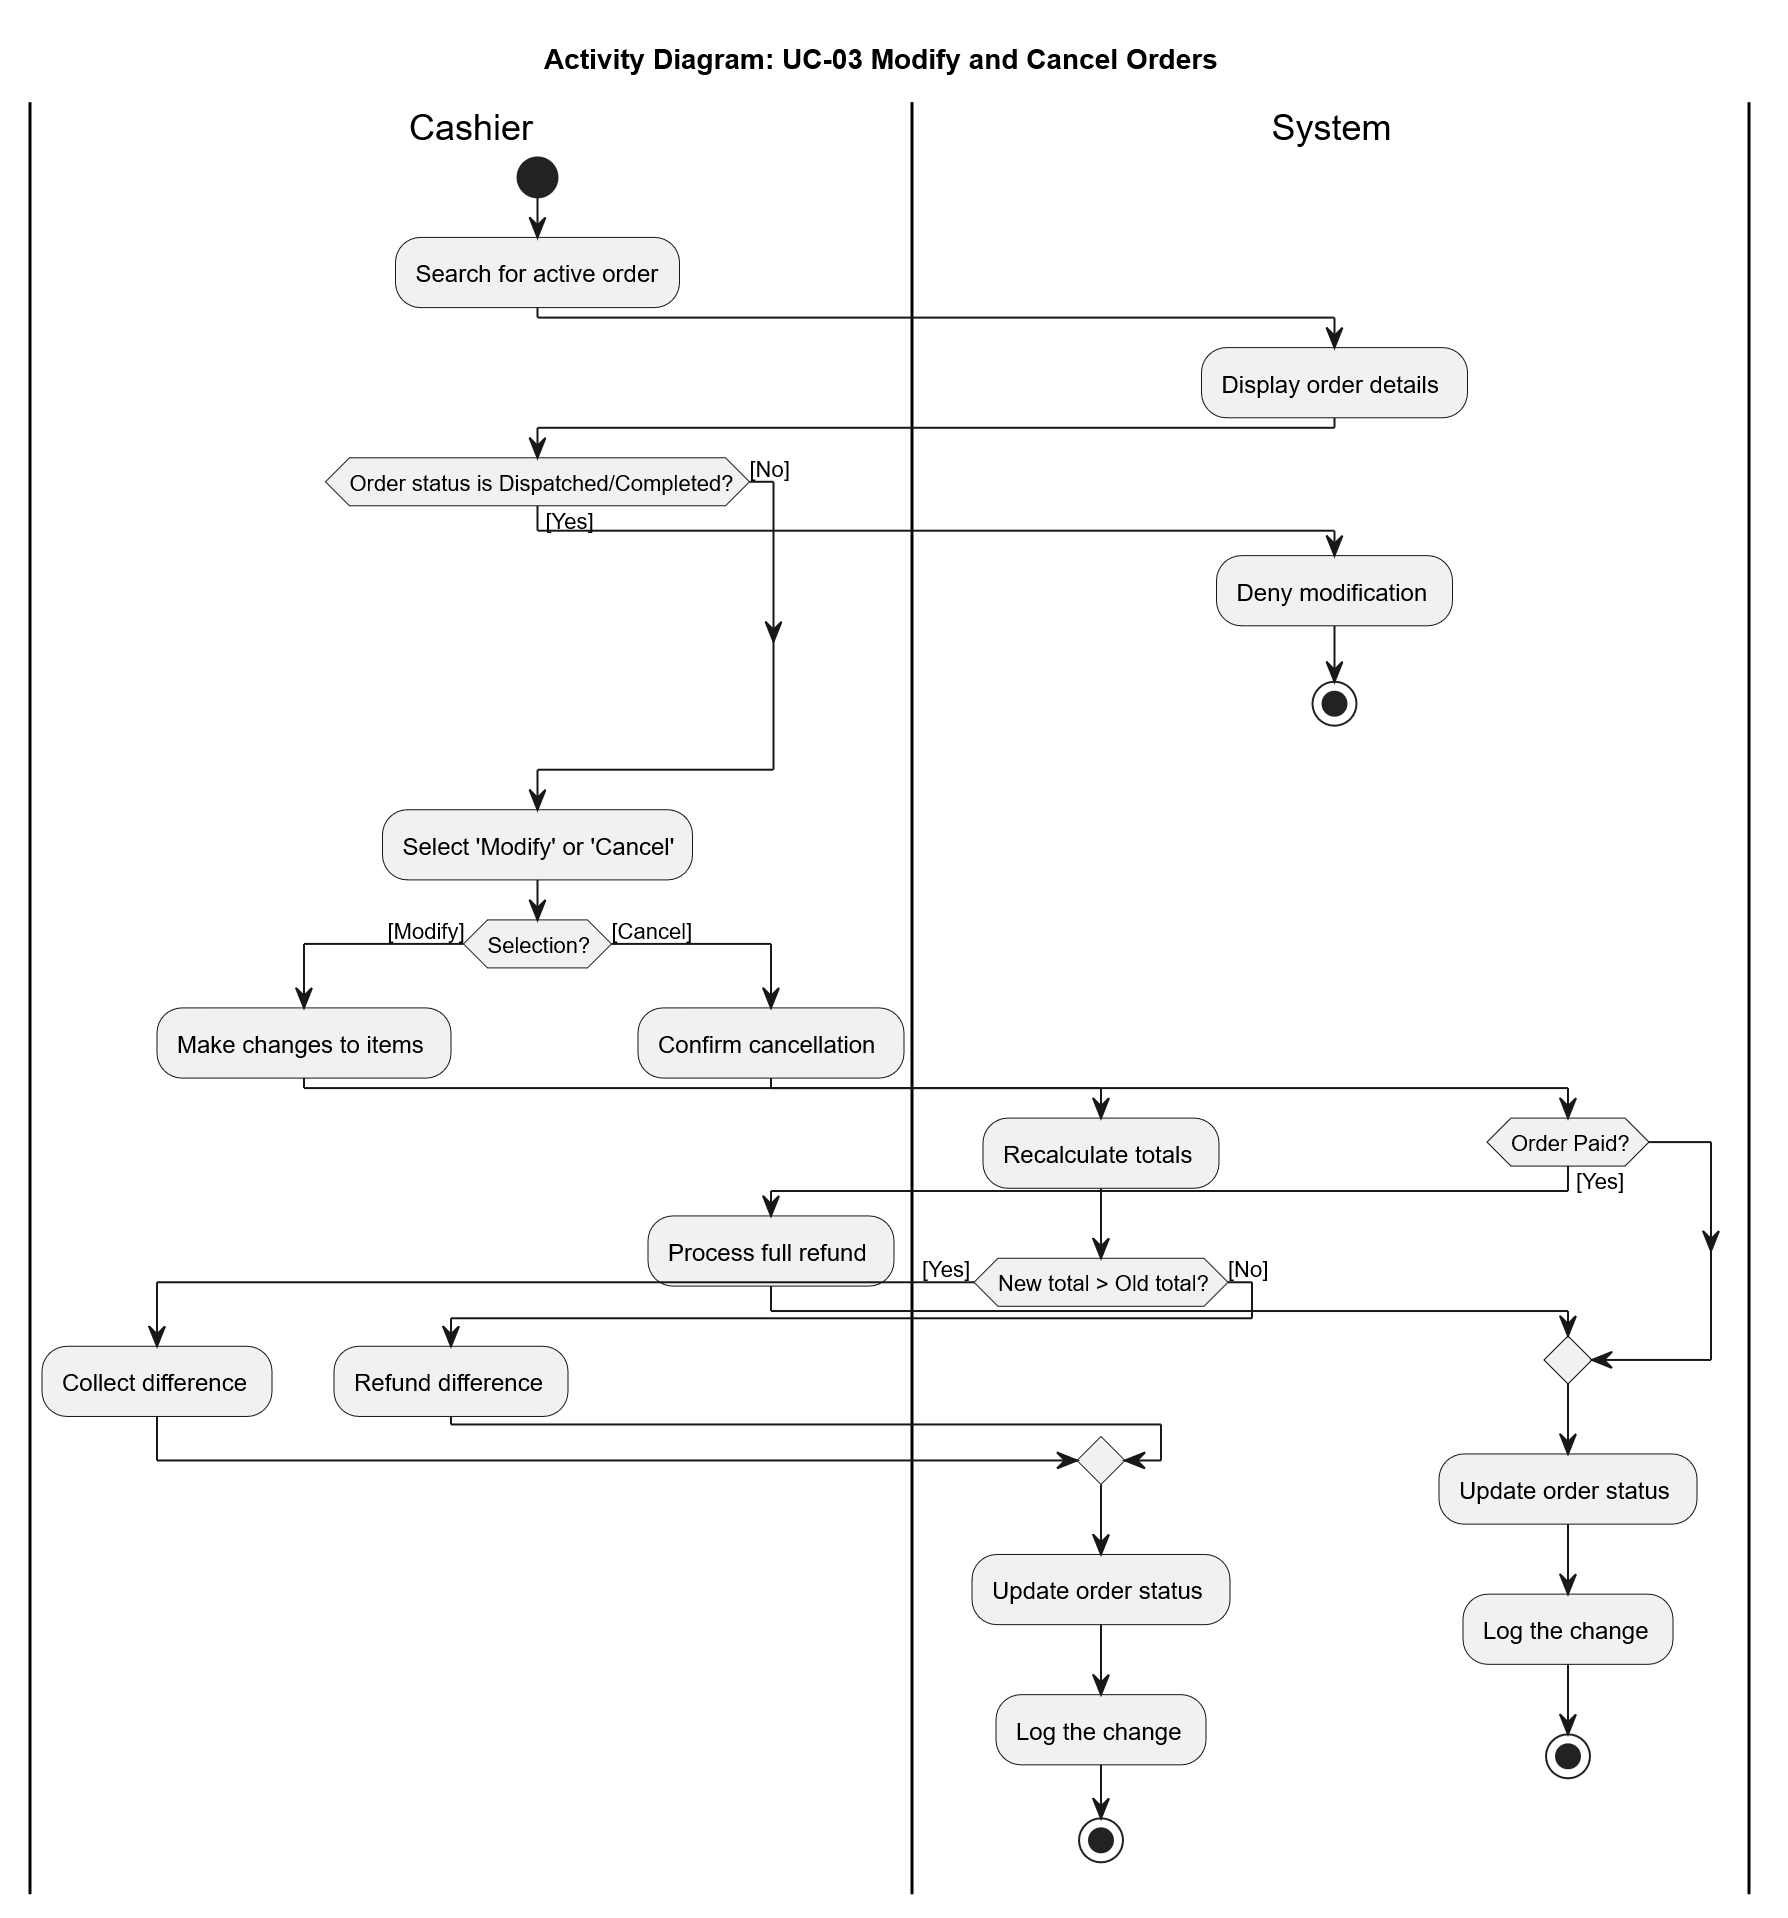 Activity Diagram: UC-03 Modify and Cancel Orders
Cashier
System
Search for active order
Display order details
Order status is Dispatched/Completed?
[No]
[Yes]
Deny modification
Select 'Modify' or 'Cancel'
[Modify]
Selection?
[Cancel]
Make changes to items
Confirm cancellation
Recalculate totals
Order Paid?
[Yes]
Process full refund
[Yes]
New total > Old total?
[No]
Collect difference
Refund difference
Update order status
Update order status
Log the change
Log the change